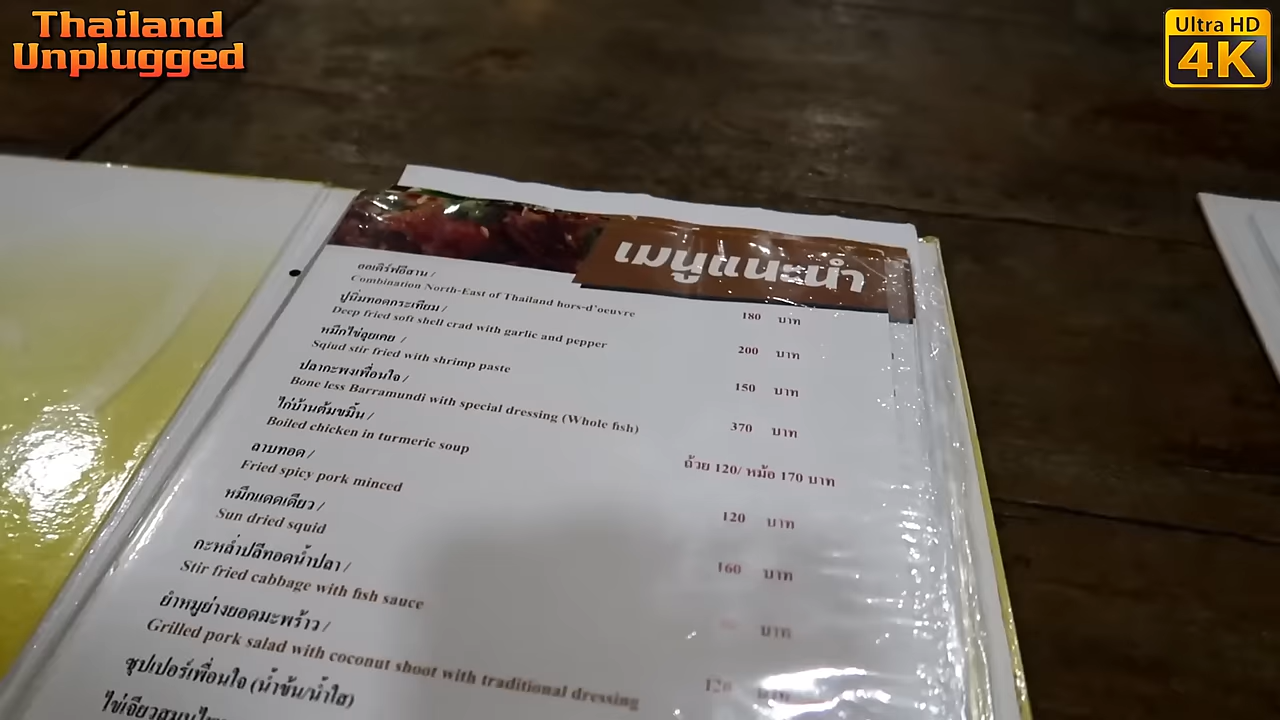 Thailand
Unplugged
Ultra HD
4K
เมนูแนะนำ
ออเดิร์ฟอีสาน /
Combination North-East of Thailand hors-d'oeuvre
180 บาท
ปูนิ่มทอดกระเทียม /
Deep fried soft shell crad with garlic and pepper
200 บาท
หมึกไข่ลุยเคย /
Sqiud stir fried with shrimp paste
150 บาท
ปลากะพงเพื่อนใจ /
Bone less Barramundi with special dressing (Whole fish)
370 บาท
ไก่บ้านต้มขมิ้น /
Boiled chicken in turmeric soup
ถ้วย 120/ หม้อ 170 บาท
ลาบทอด /
Fried spicy pork minced
120 บาท
หมึกแดดเดียว /
Sun dried squid
160 บาท
กะหล่ำปลีทอดน้ำปลา /
Stir fried cabbage with fish sauce
บาท
ยำหมูย่างยอดมะพร้าว /
Grilled pork salad with coconut shoot with traditional dressing
120 บาท
ซุปเปอร์เพื่อนใจ (น้ำข้น/น้ำใส)